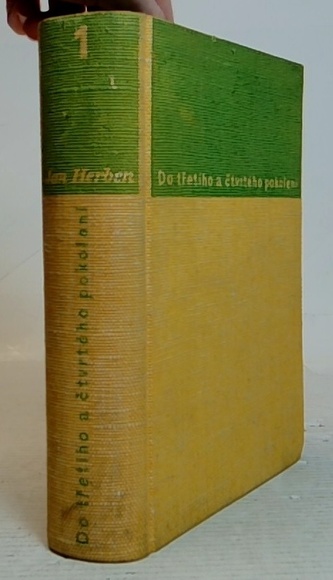 1
Jan Herben
Do třetího a čtvrtého pokolení
Do třetího a čtvrtého pokolení